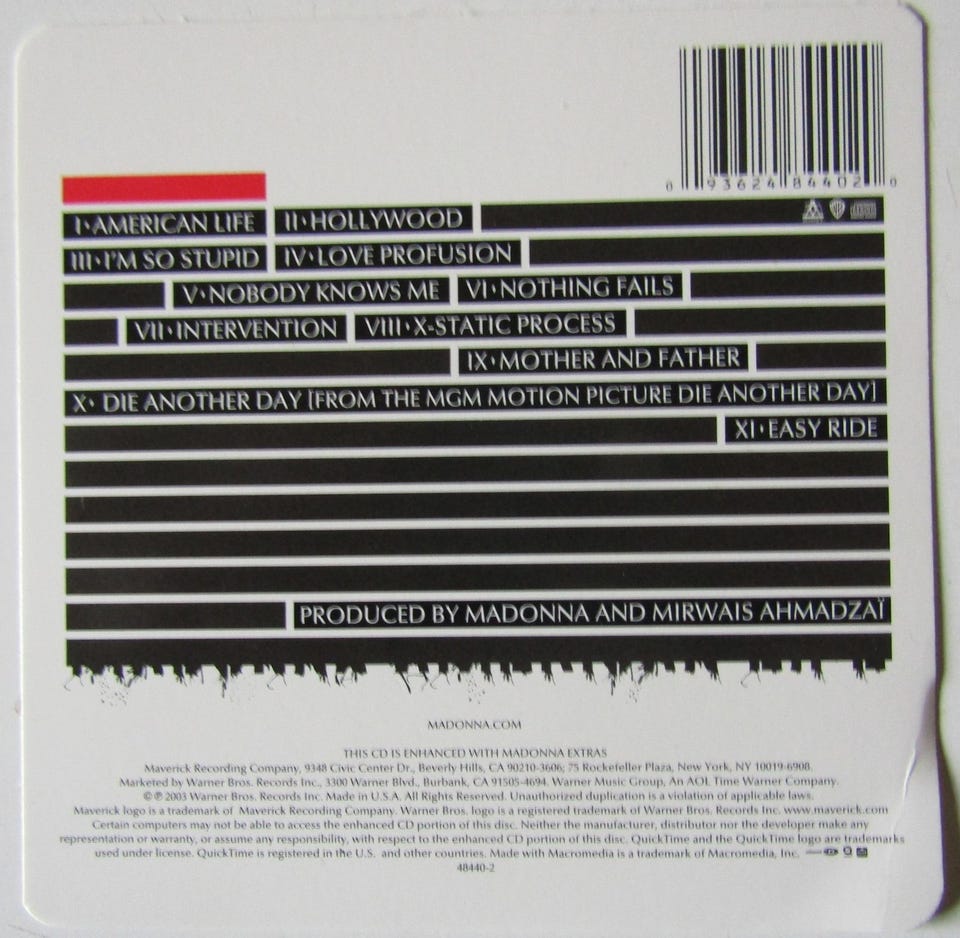 0 93624 84402 0
I·AMERICAN LIFE II·HOLLYWOOD
III·I'M SO STUPID IV·LOVE PROFUSION
V·NOBODY KNOWS ME VI·NOTHING FAILS
VII·INTERVENTION VIII·X-STATIC PROCESS
IX·MOTHER AND FATHER
X· DIE ANOTHER DAY [FROM THE MGM MOTION PICTURE DIE ANOTHER DAY]
XI·EASY RIDE
PRODUCED BY MADONNA AND MIRWAIS AHMADZAÏ
MADONNA.COM
THIS CD IS ENHANCED WITH MADONNA EXTRAS
Maverick Recording Company, 9348 Civic Center Dr., Beverly Hills, CA 90210-3606; 75 Rockefeller Plaza, New York, NY 10019-6908.
Marketed by Warner Bros. Records Inc., 3300 Warner Blvd., Burbank, CA 91505-4694. Warner Music Group, An AOL Time Warner Company.
©℗ 2003 Warner Bros. Records Inc. Made in U.S.A. All Rights Reserved. Unauthorized duplication is a violation of applicable laws.
Maverick logo is a trademark of Maverick Recording Company. Warner Bros. logo is a registered trademark of Warner Bros. Records Inc. www.maverick.com
Certain computers may not be able to access the enhanced CD portion of this disc. Neither the manufacturer, distributor nor the developer make any
representation or warranty, or assume any responsibility, with respect to the enhanced CD portion of this disc. QuickTime and the QuickTime logo are trademarks
used under license. QuickTime is registered in the U.S. and other countries. Made with Macromedia is a trademark of Macromedia, Inc.
48440-2